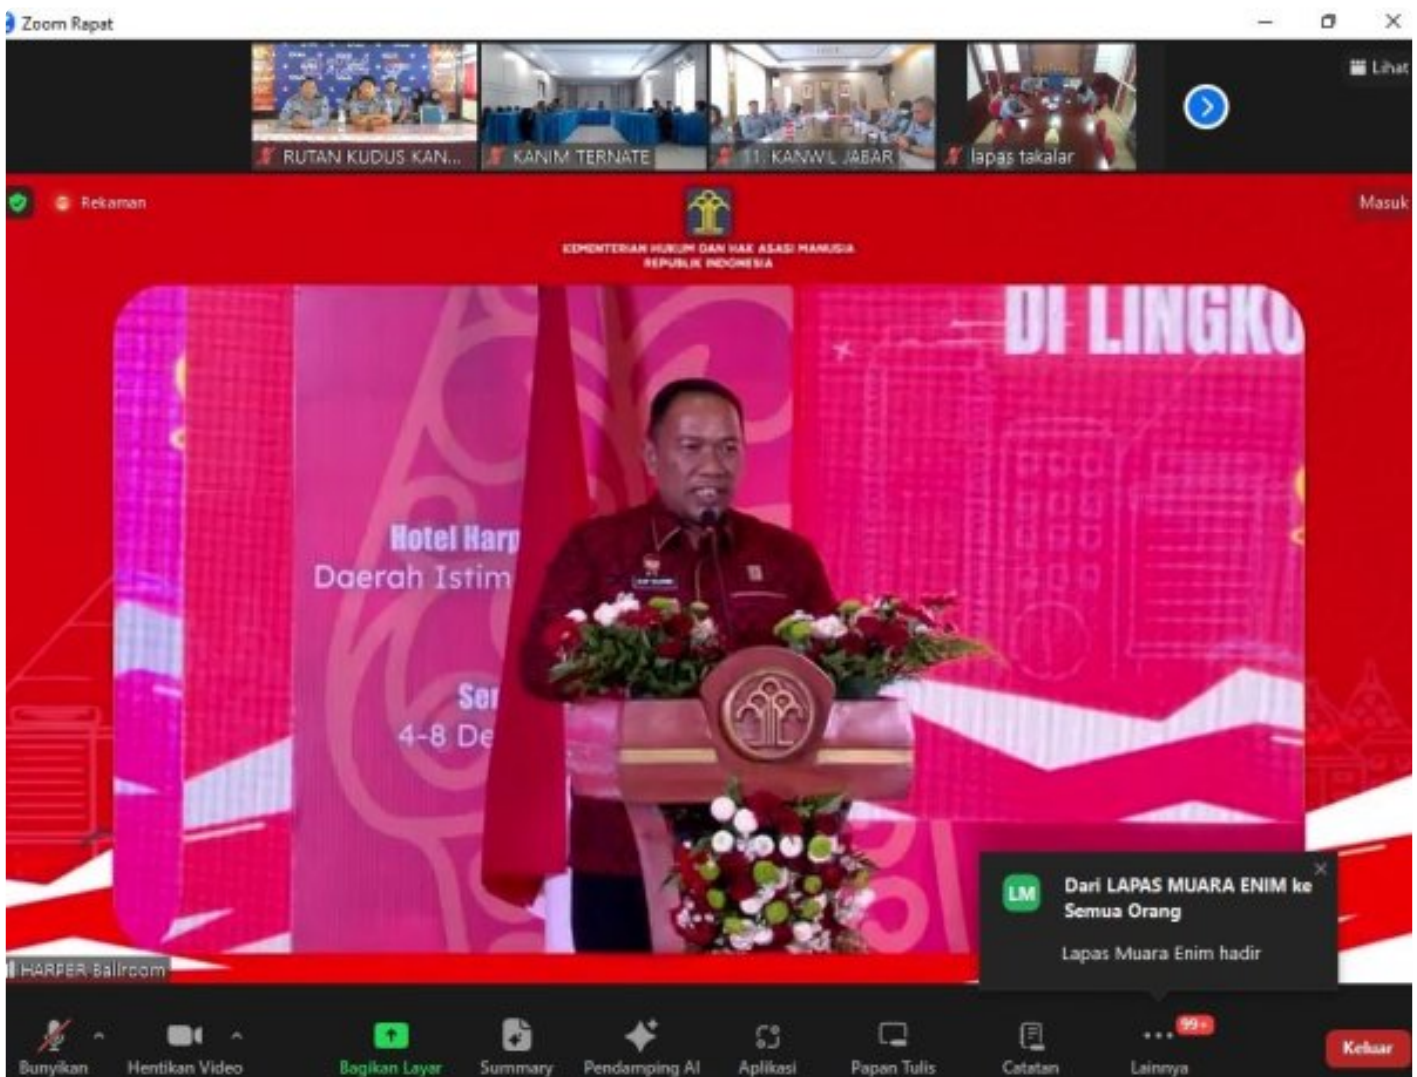 Zoom Rapat
Lihat
RUTAN KUDUS KAN...
KANIM TERNATE
11. KANWIL JABAR
lapas takalar
Rekaman
Masuk
KEMENTERIAN HUKUM DAN HAK ASASI MANUSIA
REPUBLIK INDONESIA
DI LINGKU
Hotel Harp
Daerah Istim
Sen
4-8 De
Dari LAPAS MUARA ENIM ke
Semua Orang
LM
Lapas Muara Enim hadir
HARPER Ballroom
99+
Bunyikan
Hentikan Video
Bagikan Layar
Summary
Pendamping AI
Aplikasi
Papan Tulis
Catatan
Lainnya
Keluar